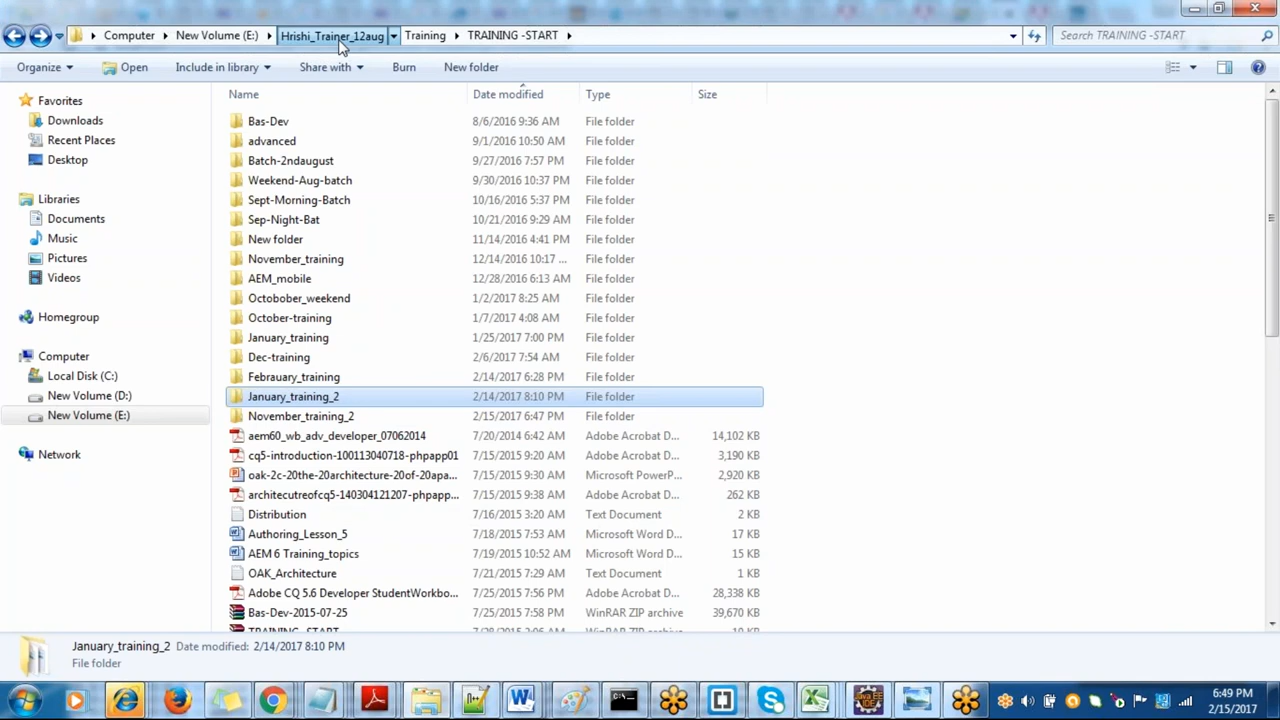 Computer New Volume (E:) Hrishi_Trainer_12aug Training TRAINING -START Search TRAINING -START
Organize Open Include in library Share with Burn New folder
Name Date modified Type Size
Favorites
Downloads
Recent Places
Desktop
Libraries
Documents
Music
Pictures
Videos
Homegroup
Computer
Local Disk (C:)
New Volume (D:)
New Volume (E:)
Network
Bas-Dev 8/6/2016 9:36 AM File folder
advanced 9/1/2016 10:50 AM File folder
Batch-2ndaugust 9/27/2016 7:57 PM File folder
Weekend-Aug-batch 9/30/2016 10:37 PM File folder
Sept-Morning-Batch 10/16/2016 5:37 PM File folder
Sep-Night-Bat 10/21/2016 9:29 AM File folder
New folder 11/14/2016 4:41 PM File folder
November_training 12/14/2016 10:17 ... File folder
AEM_mobile 12/28/2016 6:13 AM File folder
Octobober_weekend 1/2/2017 8:25 AM File folder
October-training 1/7/2017 4:08 AM File folder
January_training 1/25/2017 7:00 PM File folder
Dec-training 2/6/2017 7:54 AM File folder
Febrauary_training 2/14/2017 6:28 PM File folder
January_training_2 2/14/2017 8:10 PM File folder
November_training_2 2/15/2017 6:47 PM File folder
aem60_wb_adv_developer_07062014 7/20/2014 6:42 AM Adobe Acrobat D... 14,102 KB
cq5-introduction-100113040718-phpapp01 7/15/2015 9:20 AM Adobe Acrobat D... 3,190 KB
oak-2c-20the-20architecture-20of-20apa... 7/15/2015 9:30 AM Microsoft PowerP... 2,920 KB
architecutreofcq5-140304121207-phpapp... 7/15/2015 9:38 AM Adobe Acrobat D... 262 KB
Distribution 7/16/2015 3:20 AM Text Document 2 KB
Authoring_Lesson_5 7/18/2015 7:53 AM Microsoft Word D... 17 KB
AEM 6 Training_topics 7/19/2015 10:52 AM Microsoft Word D... 15 KB
OAK_Architecture 7/21/2015 7:29 AM Text Document 1 KB
Adobe CQ 5.6 Developer StudentWorkbo... 7/25/2015 7:56 PM Adobe Acrobat D... 28,338 KB
Bas-Dev-2015-07-25 7/25/2015 7:58 PM WinRAR ZIP archive 39,670 KB
TRAINING -START 7/28/2015 2:06 AM WinRAR ZIP archive 19 KB
January_training_2 Date modified: 2/14/2017 8:10 PM
File folder
6:49 PM
2/15/2017